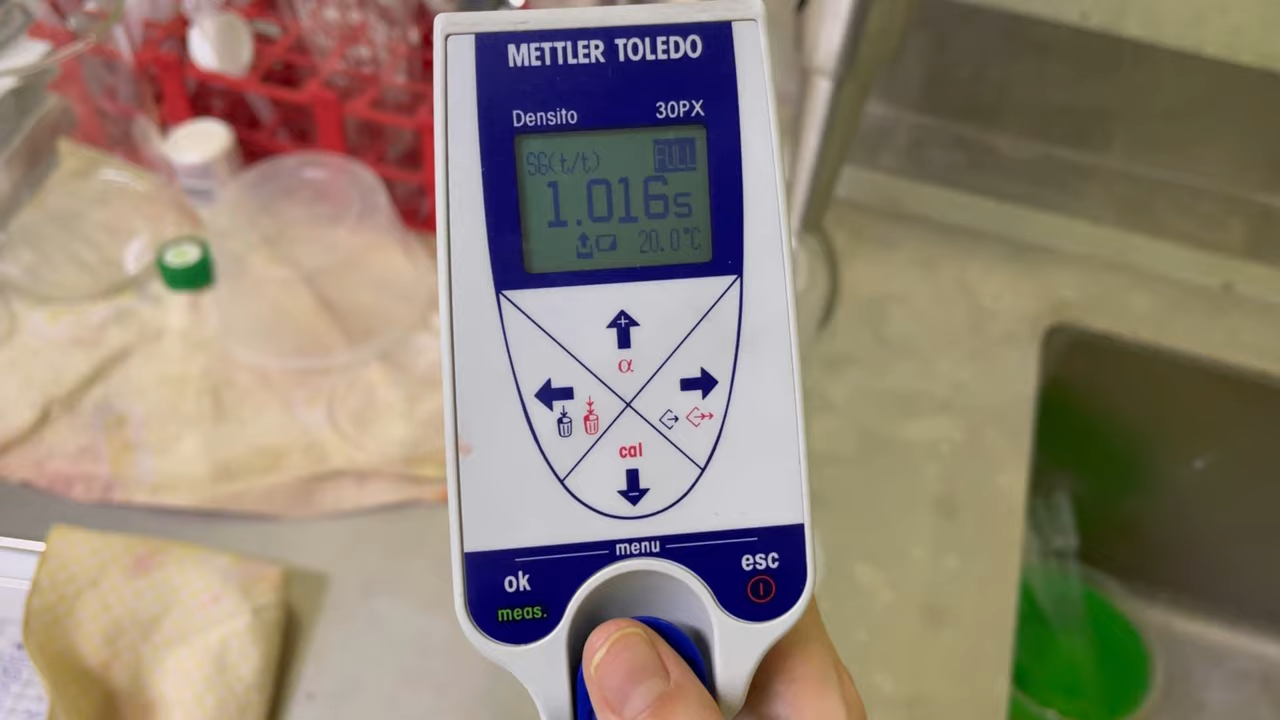 METTLER TOLEDO
Densito 30PX
SG(t/t) FULL
1.016s
20.0°C
+
α
cal
-
menu
ok esc
meas.